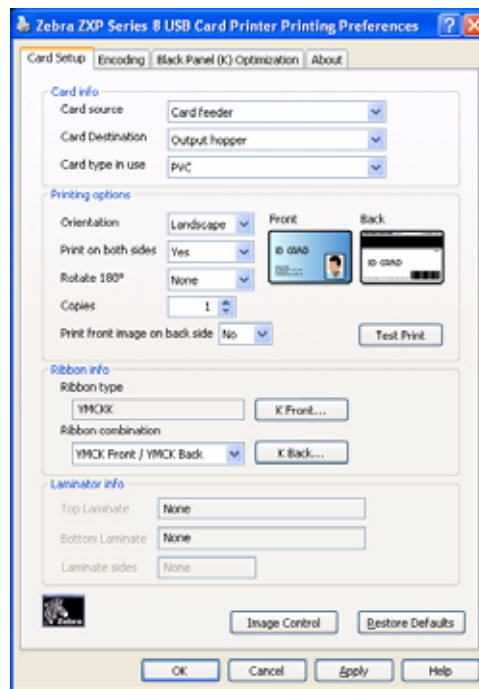 Zebra ZXP Series 8 USB Card Printer Printing Preferences
Card Setup Encoding Black Panel (K) Optimization About
Card info
Card source Card feeder
Card Destination Output hopper
Card type in use PVC
Printing options
Orientation Landscape Front Back
Print on both sides Yes
ID CARD ID CARD
Rotate 180° None
Copies 1
Print front image on back side No Test Print
Ribbon info
Ribbon type
YMCKK K Front...
Ribbon combination
YMCK Front / YMCK Back K Back...
Laminator info
Top Laminate None
Bottom Laminate None
Laminate sides None
Zebra
Image Control Restore Defaults
OK Cancel Apply Help